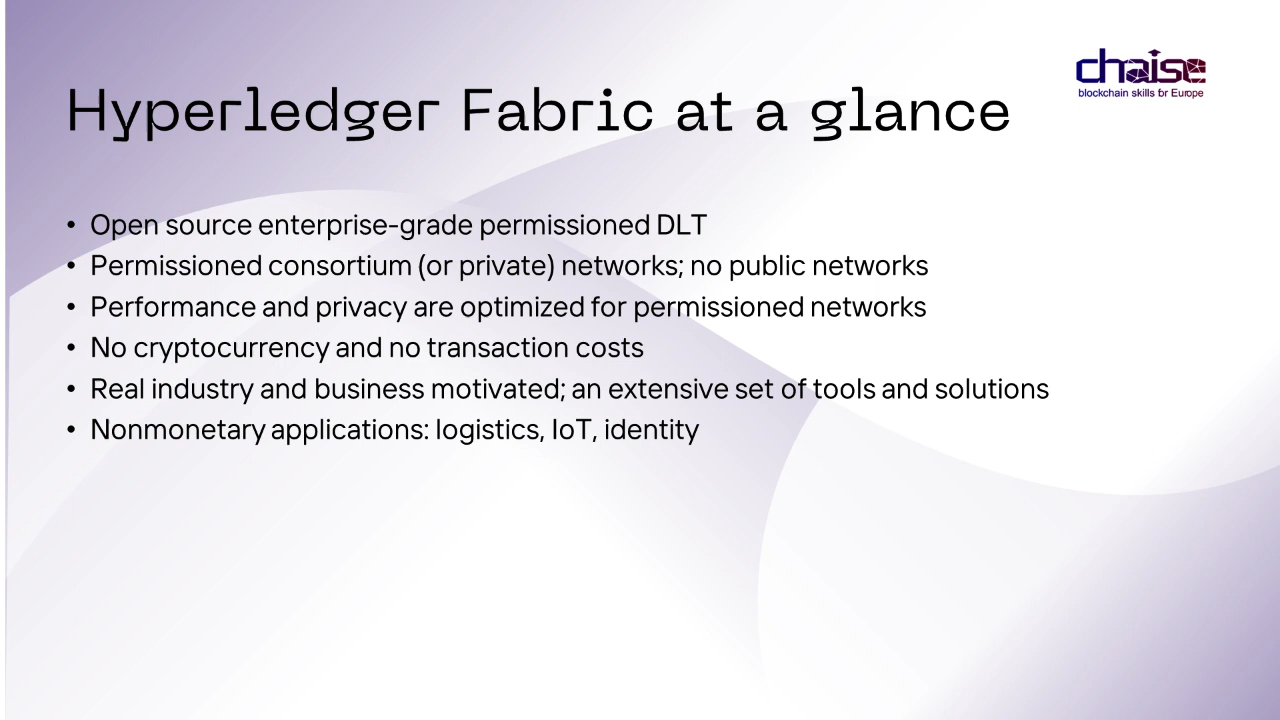 chaise
blockchain skills for Europe
Hyperledger Fabric at a glance
• Open source enterprise-grade permissioned DLT
• Permissioned consortium (or private) networks; no public networks
• Performance and privacy are optimized for permissioned networks
• No cryptocurrency and no transaction costs
• Real industry and business motivated; an extensive set of tools and solutions
• Nonmonetary applications: logistics, IoT, identity